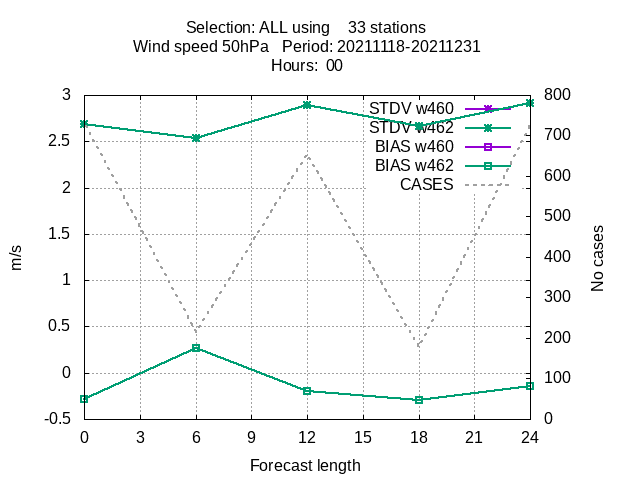 Selection: ALL using    33 stations
Wind speed 50hPa   Period: 20211118-20211231
Hours:  00
STDV w460
STDV w462
BIAS w460
BIAS w462
CASES
3
2.5
2
1.5
1
0.5
0
-0.5
m/s
800
700
600
500
400
300
200
100
0
No cases
0 3 6 9 12 15 18 21 24
Forecast length